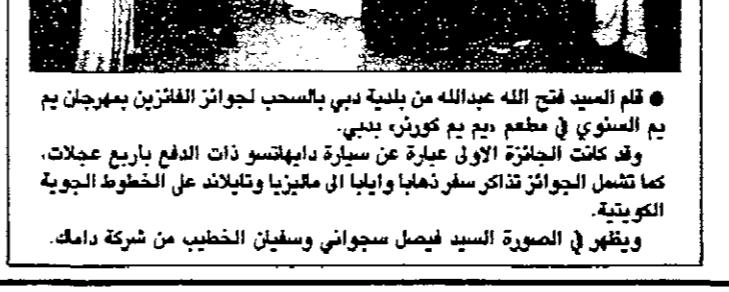 ● قام السيد فتح الله عبدالله من بلدية دبي بالسحب لجوائز الفائزين بمهرجان يم
يم السنوي في مطعم «يم يم كورنر» بدبي.
وقد كانت الجائزة الاولى عبارة عن سيارة دايهاتسو ذات الدفع باربع عجلات،
كما تشمل الجوائز تذاكر سفر ذهابا وايابا الى ماليزيا وتايلاند على الخطوط الجوية
الكويتية.
ويظهر في الصورة السيد فيصل سجواني وسفيان الخطيب من شركة داماك.